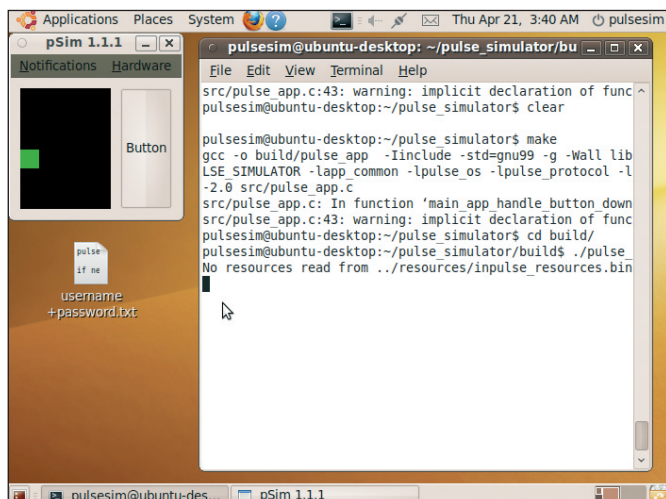 Applications Places System Thu Apr 21, 3:40 AM pulsesim
pSim 1.1.1
Notifications Hardware
Button
pulse
if ne
username
+password.txt
pulsesim@ubuntu-desktop: ~/pulse_simulator/bu
File Edit View Terminal Help
src/pulse_app.c:43: warning: implicit declaration of func
pulsesim@ubuntu-desktop:~/pulse_simulator$ clear
pulsesim@ubuntu-desktop:~/pulse_simulator$ make
gcc -o build/pulse_app -Iinclude -std=gnu99 -g -Wall lib
LSE_SIMULATOR -lapp_common -lpulse_os -lpulse_protocol -l
-2.0 src/pulse_app.c
src/pulse_app.c: In function ‘main_app_handle_button_down
src/pulse_app.c:43: warning: implicit declaration of func
pulsesim@ubuntu-desktop:~/pulse_simulator$ cd build/
pulsesim@ubuntu-desktop:~/pulse_simulator/build$ ./pulse_
No resources read from ../resources/inpulse_resources.bin
pulsesim@ubuntu-des... pSim 1.1.1